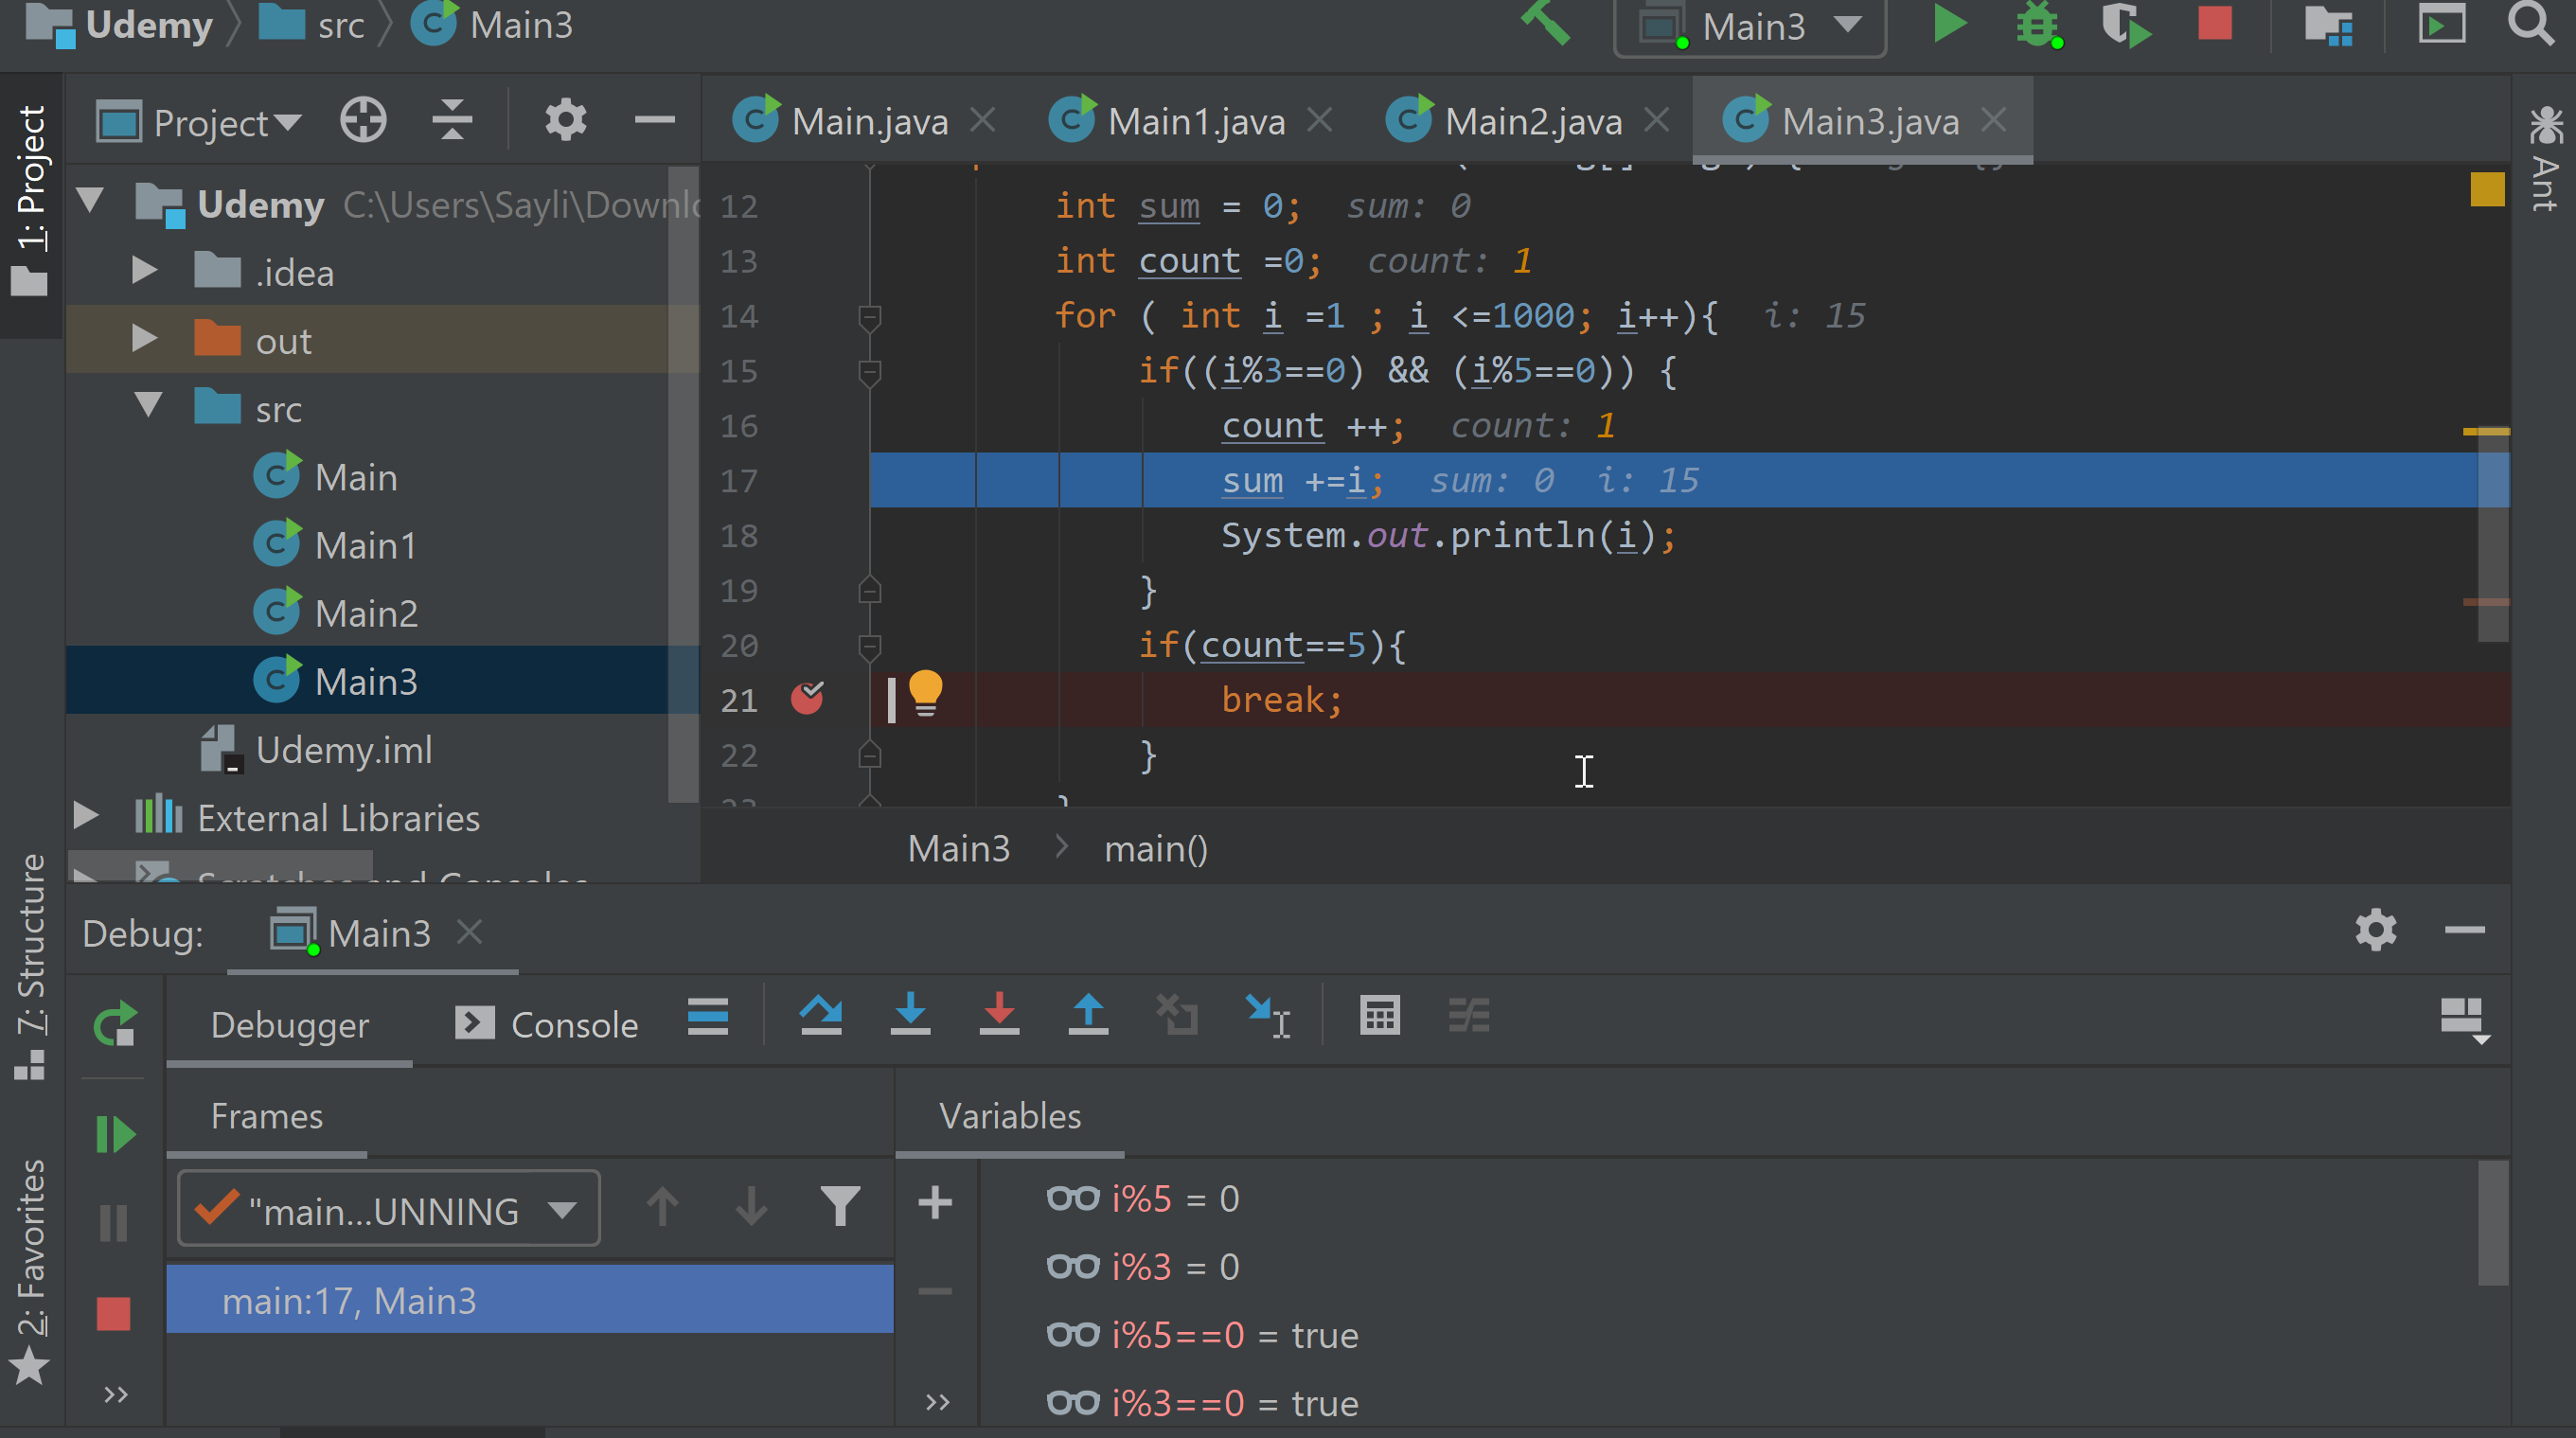 Udemy src Main3
Main3
1: Project
Project
Main.java Main1.java Main2.java Main3.java
Ant
Udemy C:\Users\Sayli\Downlo
.idea
out
src
Main
Main1
Main2
Main3
Udemy.iml
External Libraries
Scratches and Consoles
12 int sum = 0; sum: 0
13 int count =0; count: 1
14 for ( int i =1 ; i <=1000; i++){ i: 15
15 if((i%3==0) && (i%5==0)) {
16 count ++; count: 1
17 sum +=i; sum: 0 i: 15
18 System.out.println(i);
19 }
20 if(count==5){
21 break;
22 }
23 }
Main3 > main()
7: Structure
2: Favorites
Debug: Main3
Debugger Console
Frames Variables
"main...UNNING
main:17, Main3
i%5 = 0
i%3 = 0
i%5==0 = true
i%3==0 = true